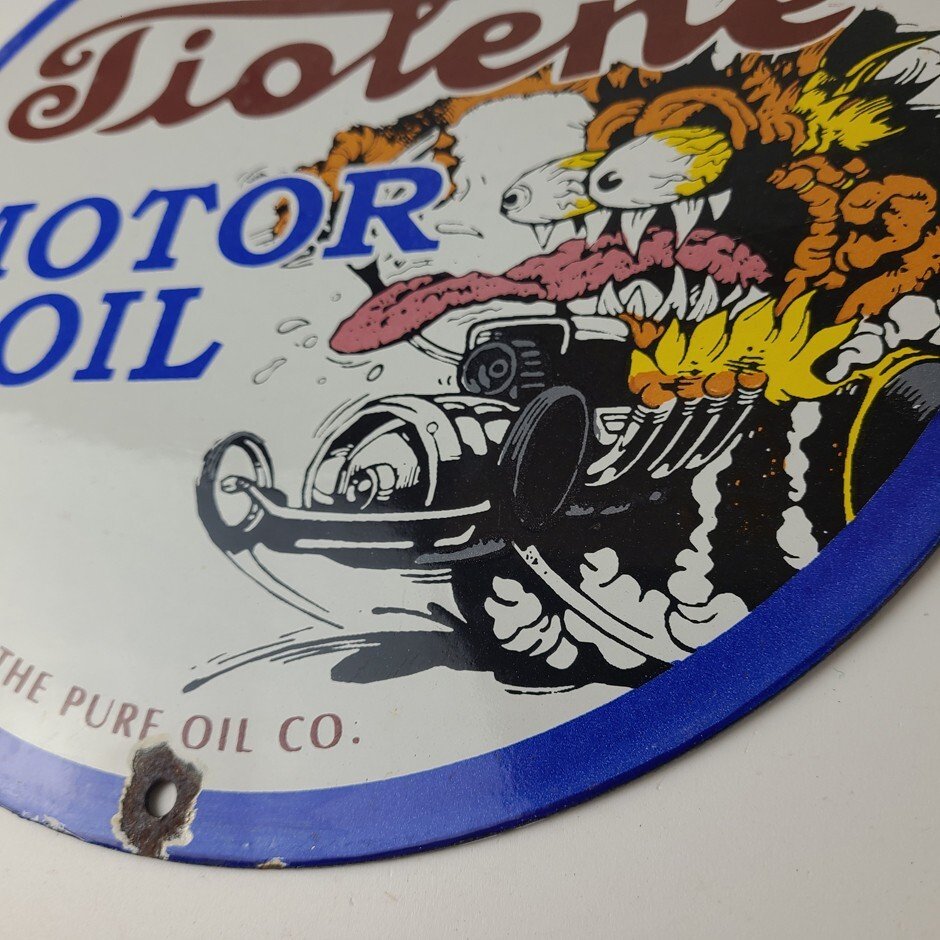 Tiolene
MOTOR
OIL
THE PURE OIL CO.